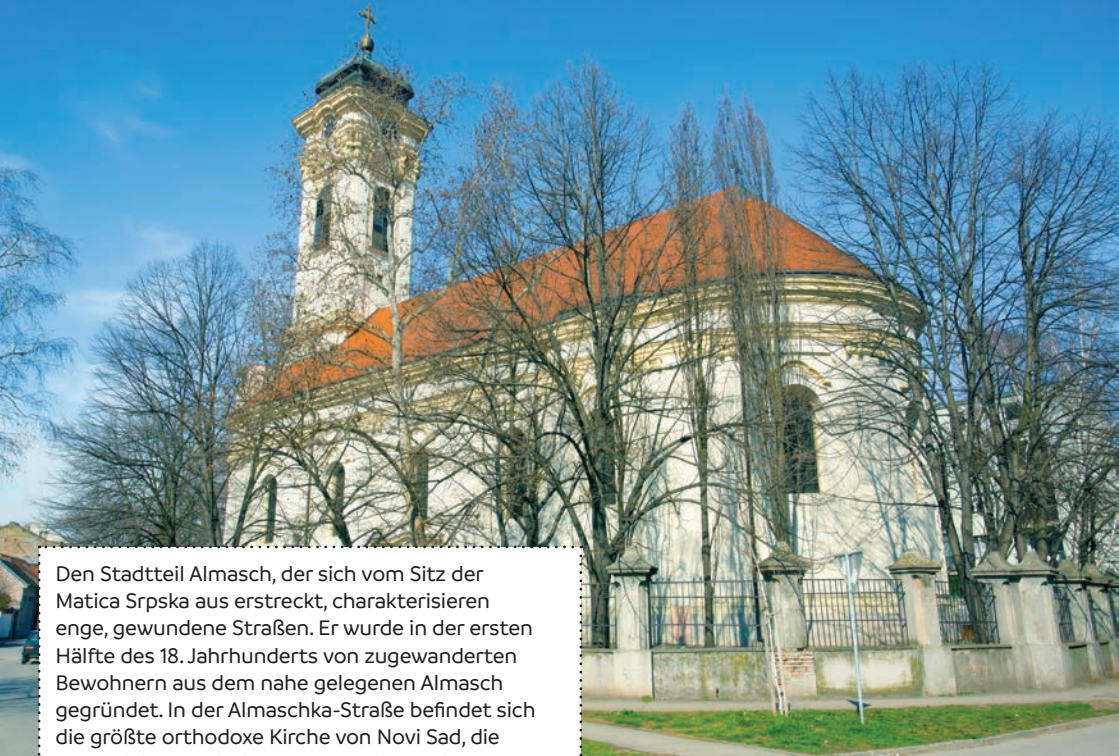 Den Stadtteil Almasch, der sich vom Sitz der
Matica Srpska aus erstreckt, charakterisieren
enge, gewundene Straßen. Er wurde in der ersten
Hälfte des 18. Jahrhunderts von zugewanderten
Bewohnern aus dem nahe gelegenen Almasch
gegründet. In der Almaschka-Straße befindet sich
die größte orthodoxe Kirche von Novi Sad, die